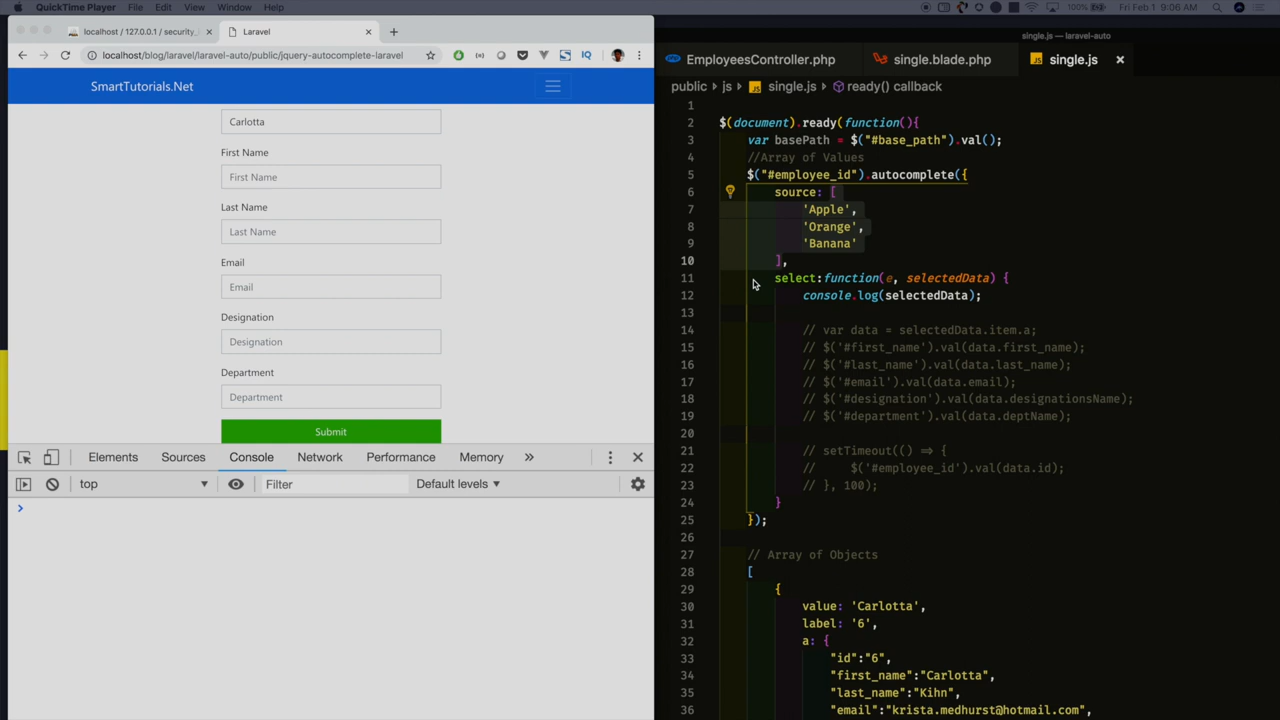 QuickTime Player File Edit View Window Help
100% Fri Feb 1 9:06 AM
localhost / 127.0.0.1 / security_ × Laravel × +
localhost/blog/laravel/laravel-auto/public/jquery-autocomplete-laravel
SmartTutorials.Net
Carlotta
First Name
First Name
Last Name
Last Name
Email
Email
Designation
Designation
Department
Department
Submit
Elements Sources Console Network Performance Memory »
top ▼ Filter Default levels ▼
>
single.js — laravel-auto
EmployeesController.php single.blade.php single.js ×
public › js › single.js › ready() callback
1
2 $(document).ready(function(){
3 var basePath = $("#base_path").val();
4 //Array of Values
5 $("#employee_id").autocomplete({
6 source: [
7 'Apple',
8 'Orange',
9 'Banana'
10 ],
11 select:function(e, selectedData) {
12 console.log(selectedData);
13
14 // var data = selectedData.item.a;
15 // $('#first_name').val(data.first_name);
16 // $('#last_name').val(data.last_name);
17 // $('#email').val(data.email);
18 // $('#designation').val(data.designationsName);
19 // $('#department').val(data.deptName);
20
21 // setTimeout(() => {
22 // $('#employee_id').val(data.id);
23 // }, 100);
24 }
25 });
26
27 // Array of Objects
28 [
29 {
30 value: 'Carlotta',
31 label: '6',
32 a: {
33 "id":"6",
34 "first_name":"Carlotta",
35 "last_name":"Kihn",
36 "email":"krista.medhurst@hotmail.com",